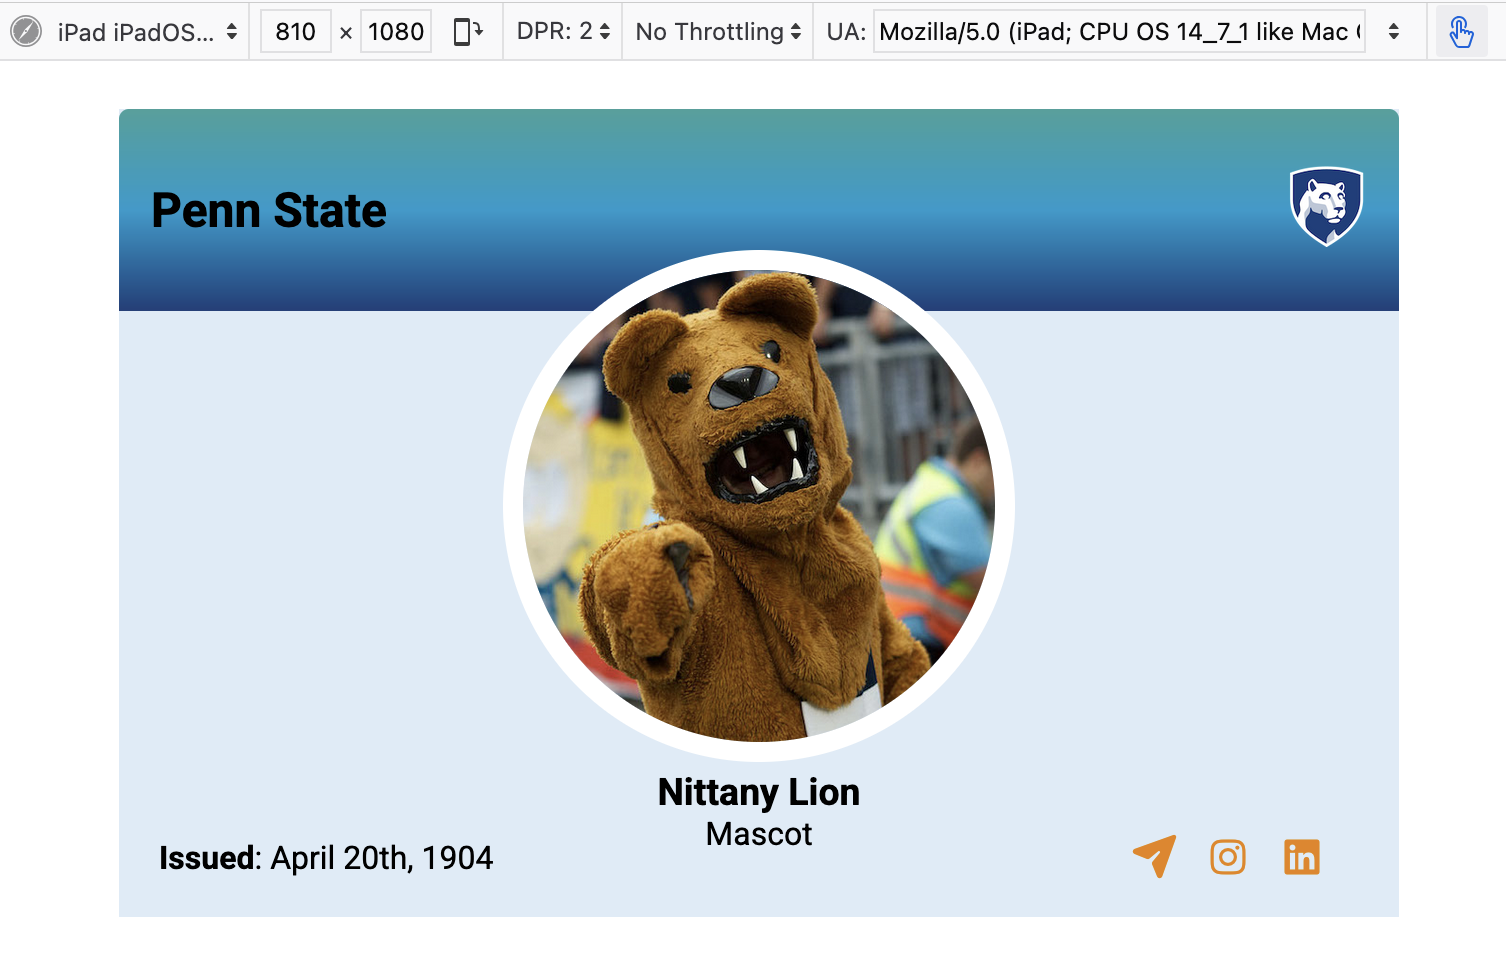 iPad iPadOS... 810 × 1080 DPR: 2 No Throttling UA: Mozilla/5.0 (iPad; CPU OS 14_7_1 like Mac
Penn State
Nittany Lion
Mascot
Issued: April 20th, 1904
in